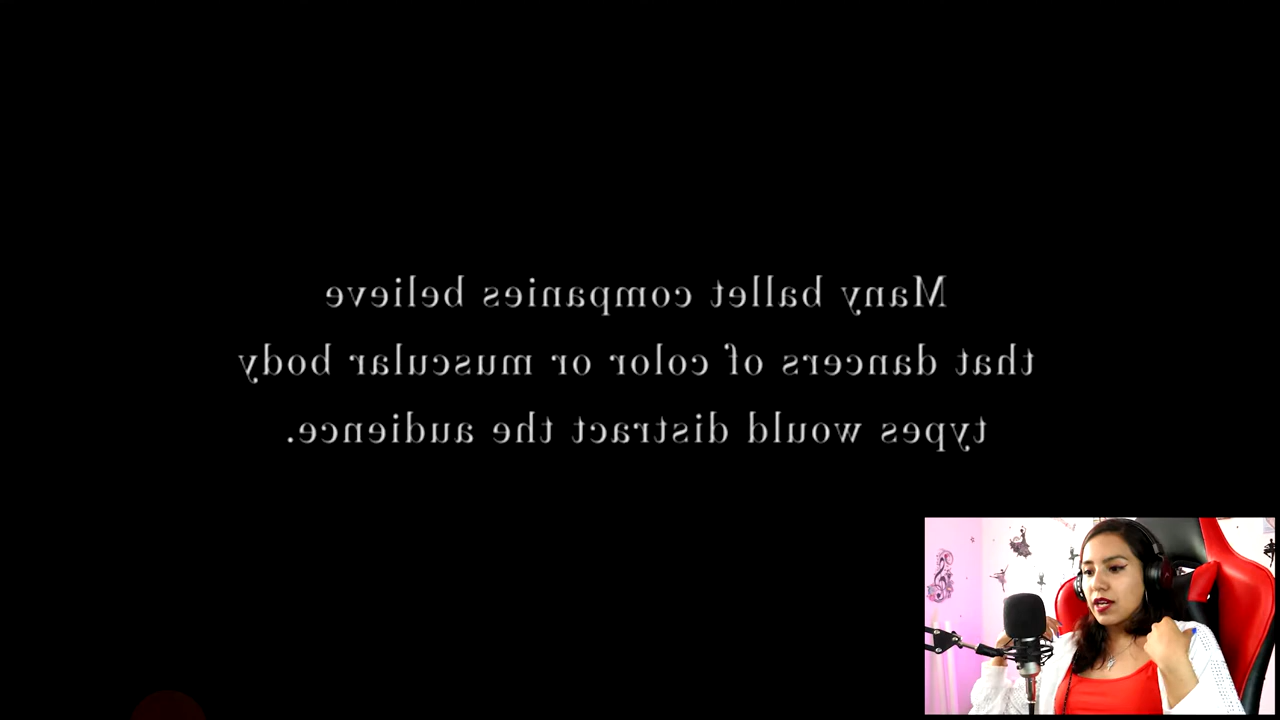 Many ballet companies believe
that dancers of color or muscular body
types would distract the audience.